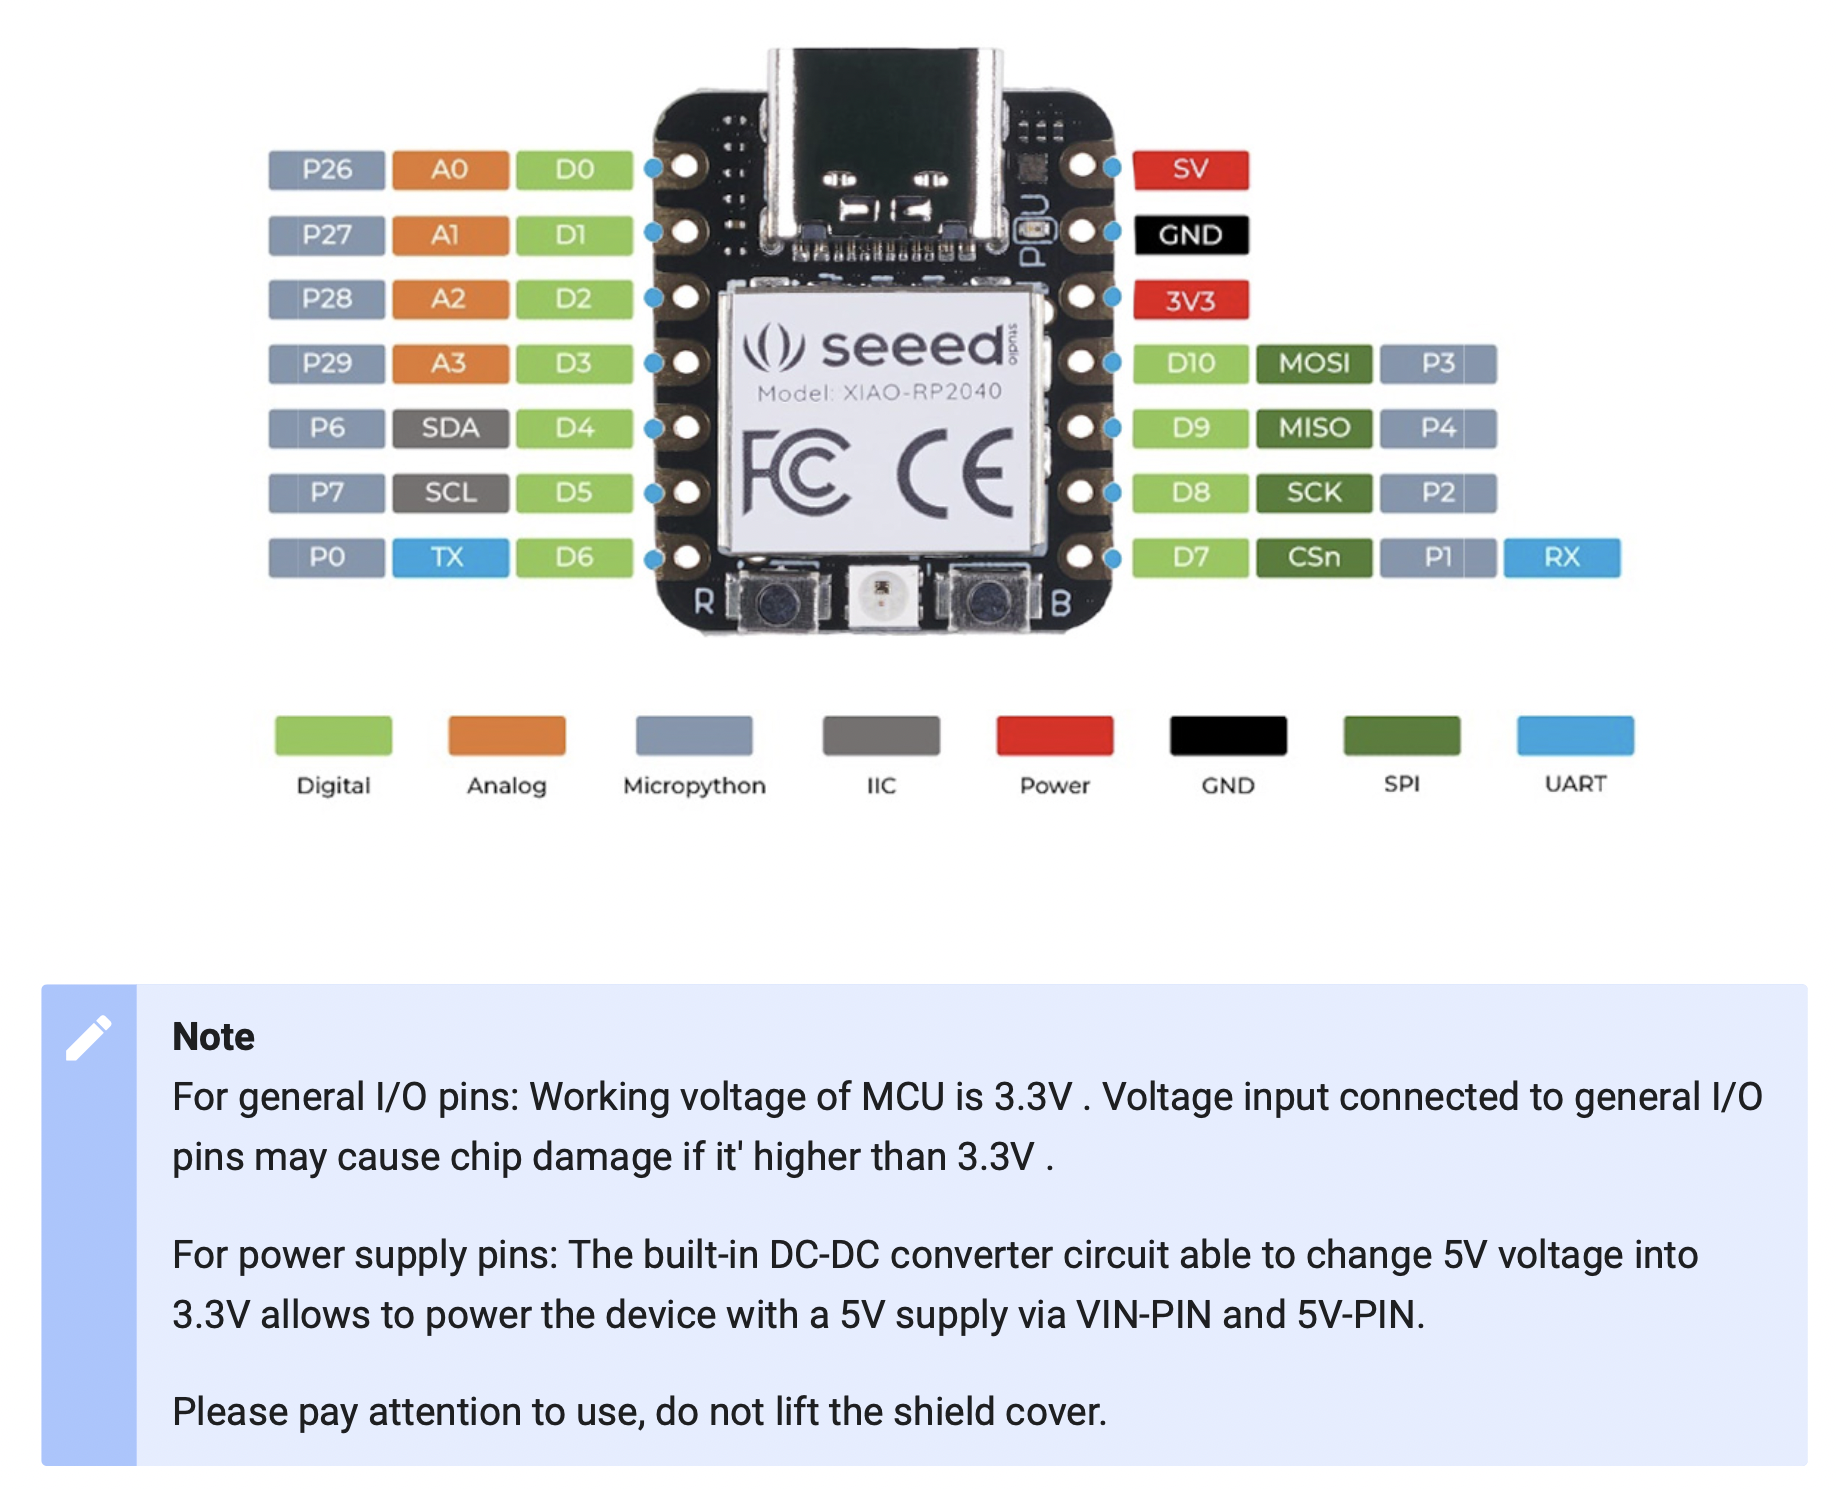 P26 A0 D0 SV
P27 A1 D1 GND
P28 A2 D2 3V3
P29 A3 D3 D10 MOSI P3
P6 SDA D4 D9 MISO P4
P7 SCL D5 D8 SCK P2
P0 TX D6 D7 CSn P1 RX
P U
seeed studio
Model: XIAO-RP2040
FC CE
R B
Digital Analog Micropython IIC Power GND SPI UART
Note
For general I/O pins: Working voltage of MCU is 3.3V . Voltage input connected to general I/O
pins may cause chip damage if it' higher than 3.3V .
For power supply pins: The built-in DC-DC converter circuit able to change 5V voltage into
3.3V allows to power the device with a 5V supply via VIN-PIN and 5V-PIN.
Please pay attention to use, do not lift the shield cover.